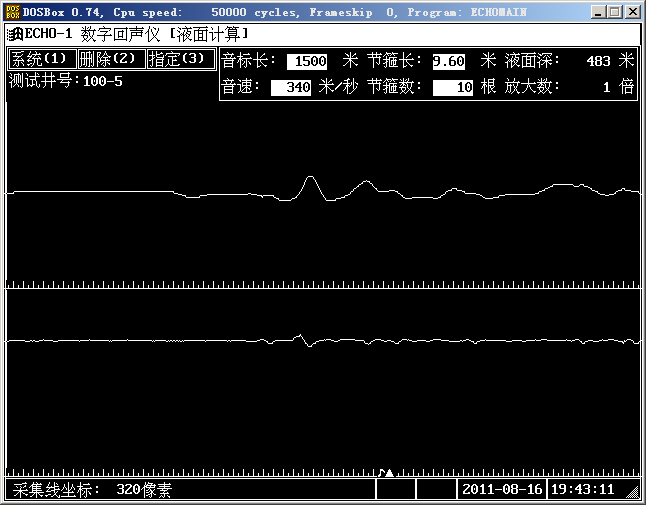 DOSBox 0.74, Cpu speed: 50000 cycles, Frameskip 0, Program: ECHOMAIN
ECHO-1 数字回声仪 [液面计算]
系统(1) 删除(2) 指定(3)
音标长: 1500 米 节箍长: 9.60 米 液面深: 483 米
测试井号:100-5
音速: 340 米/秒 节箍数: 10 根 放大数: 1 倍
采集线坐标: 320像素 2011-08-16 19:43:11